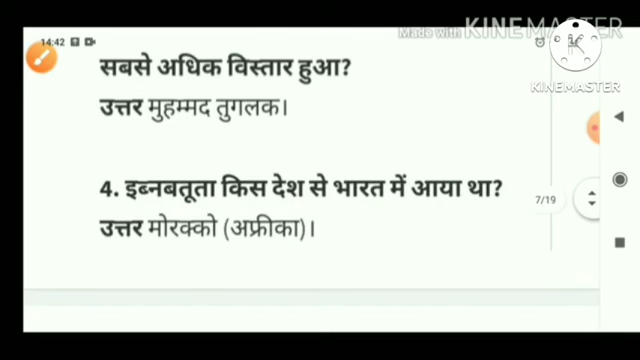 Made with KINEMASTER
14:42
KINEMASTER
सबसे अधिक विस्तार हुआ?
उत्तर मुहम्मद तुगलक।
4. इब्नबतूता किस देश से भारत में आया था?
7/19
उत्तर मोरक्को (अफ्रीका)।